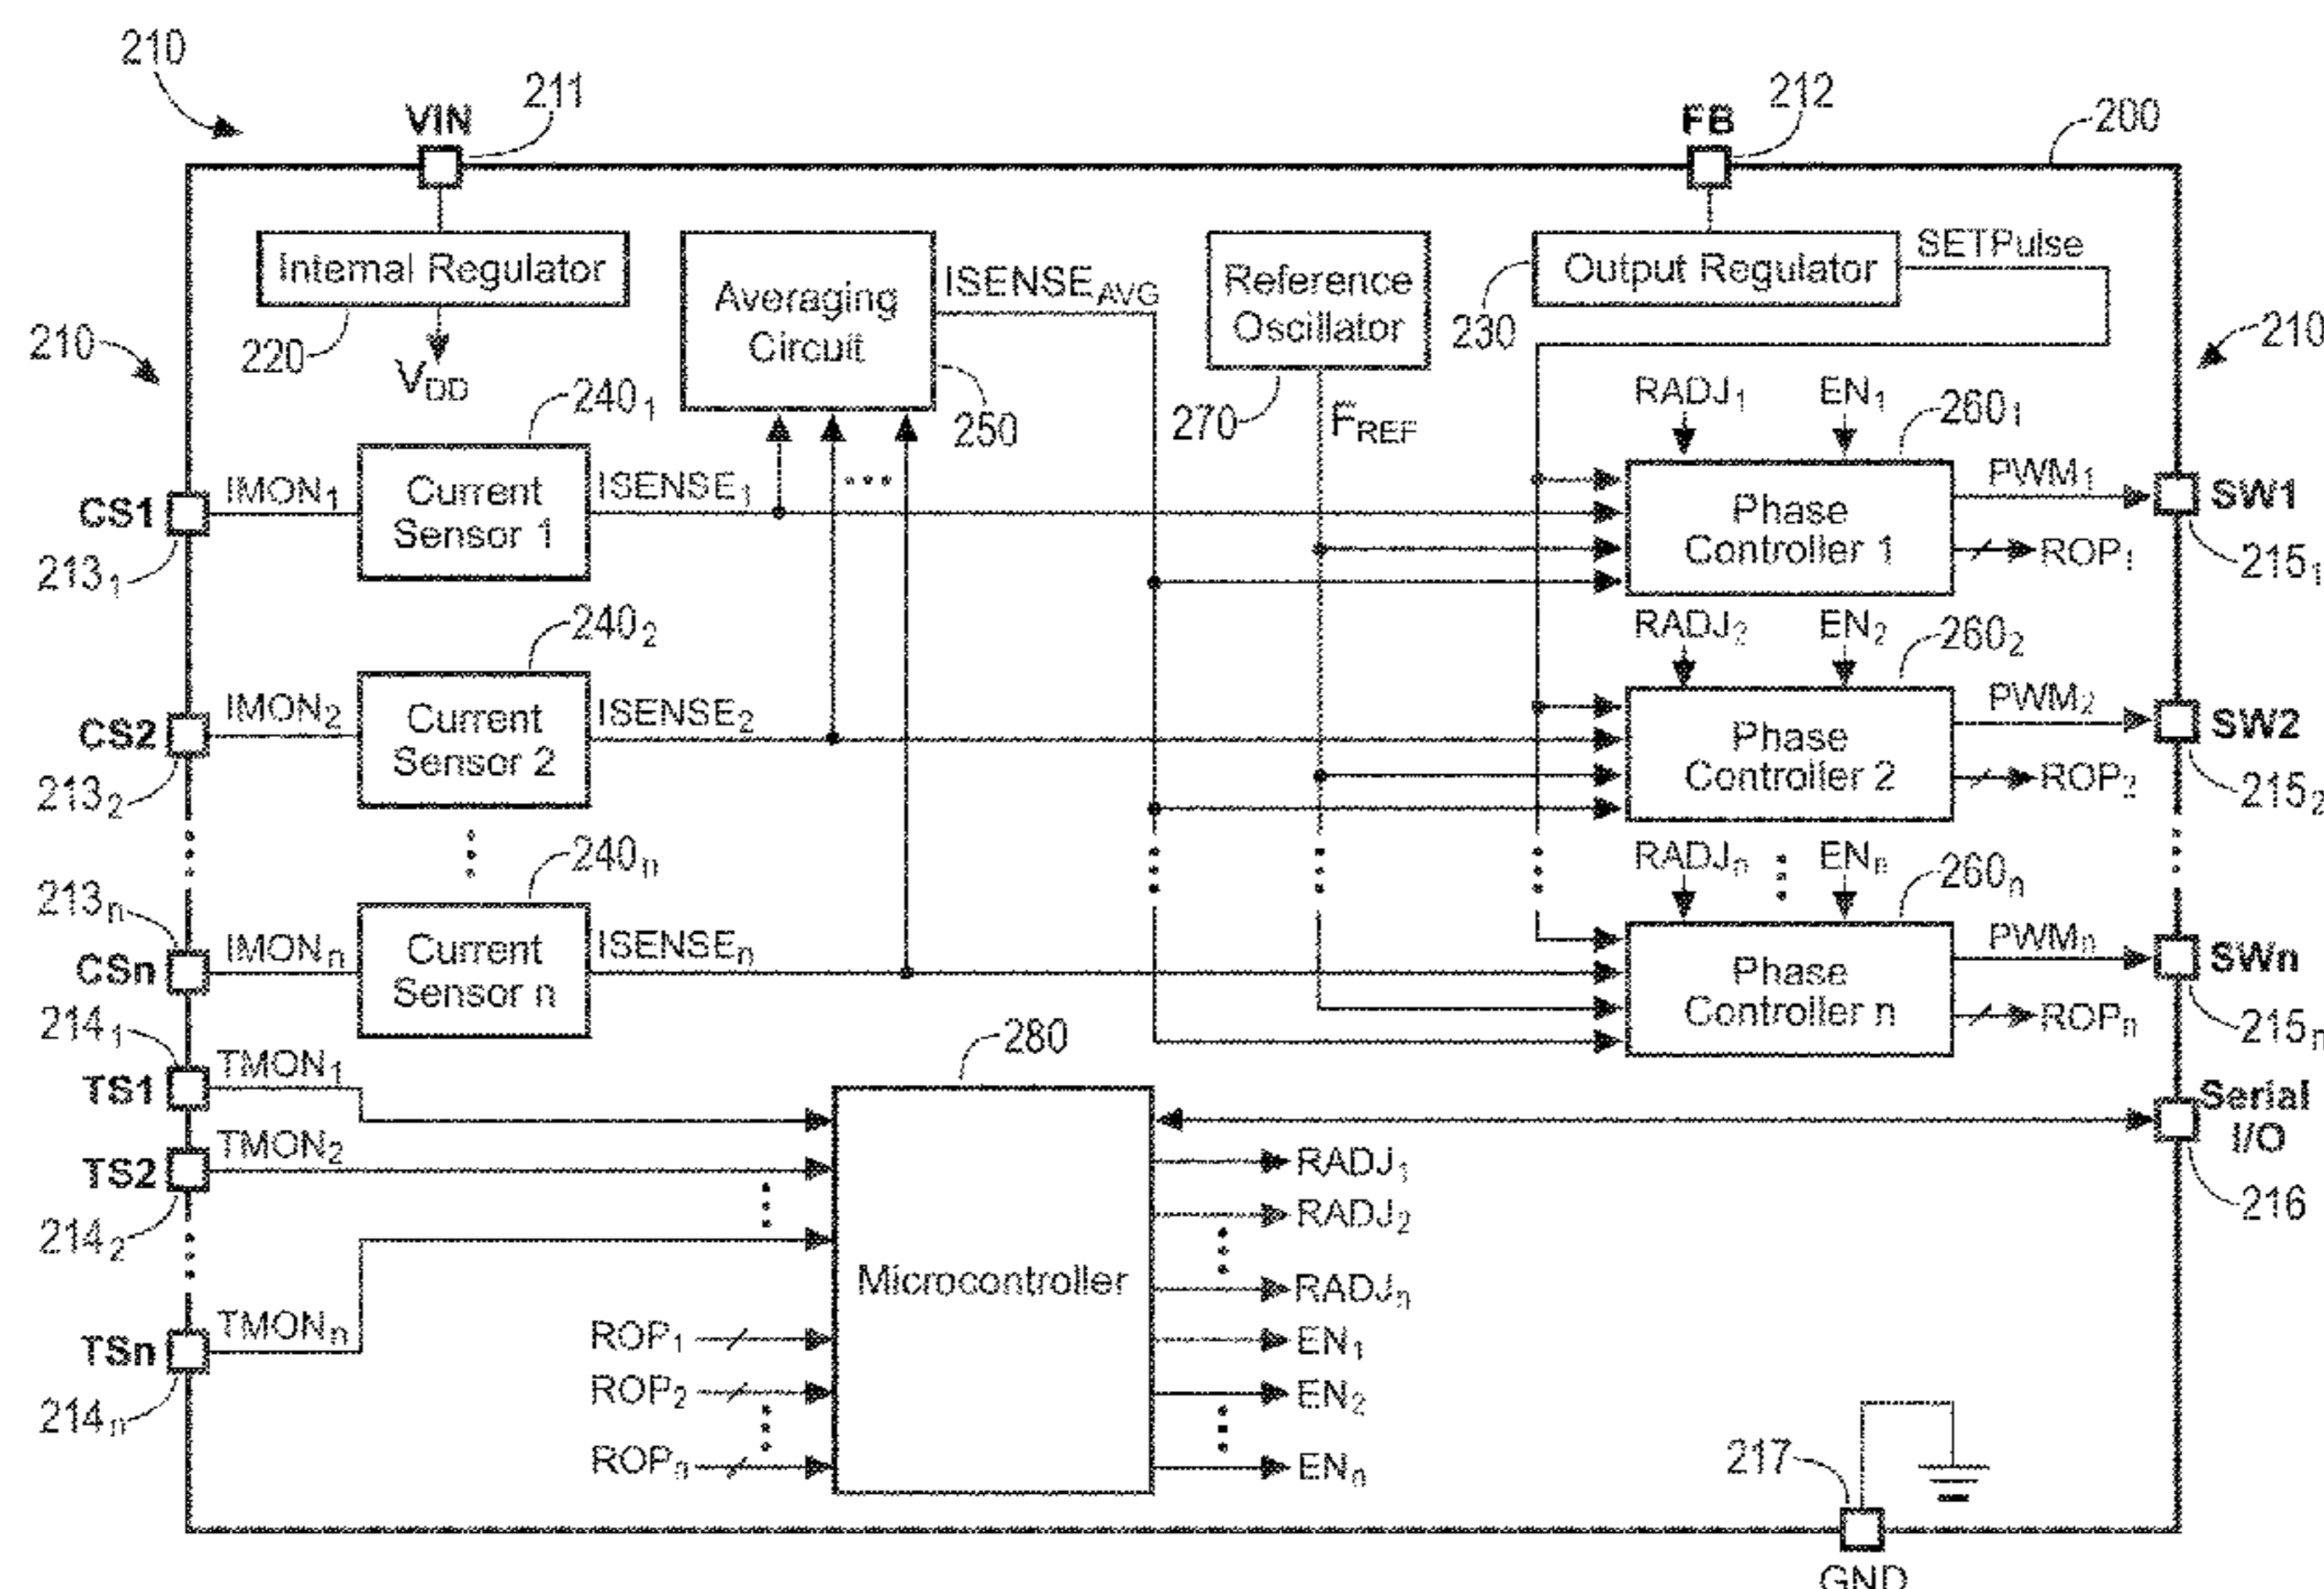 210
VIN
211
FB
212
200
Internal Regulator
220
V_DD
Averaging
Circuit
250
ISENSE_AVG
Reference
Oscillator
270
F_REF
Output Regulator
230
SETPulse
210
210
CS1
213₁
IMON₁
Current
Sensor 1
240₁
ISENSE₁
...
RADJ₁
EN₁
260₁
Phase
Controller 1
PWM₁
ROP₁
SW1
215₁
CS2
213₂
IMON₂
Current
Sensor 2
240₂
ISENSE₂
RADJ₂
EN₂
260₂
Phase
Controller 2
PWM₂
ROP₂
SW2
215₂
213ₙ
CSn
IMONₙ
Current
Sensor n
240ₙ
ISENSEₙ
RADJₙ
ENₙ
260ₙ
Phase
Controller n
PWMₙ
ROPₙ
SWn
215ₙ
214₁
TS1
TMON₁
TS2
214₂
TMON₂
TSn
214ₙ
TMONₙ
280
Microcontroller
ROP₁
ROP₂
ROPₙ
RADJ₁
RADJ₂
RADJₙ
EN₁
EN₂
ENₙ
Serial
I/O
216
217
GND